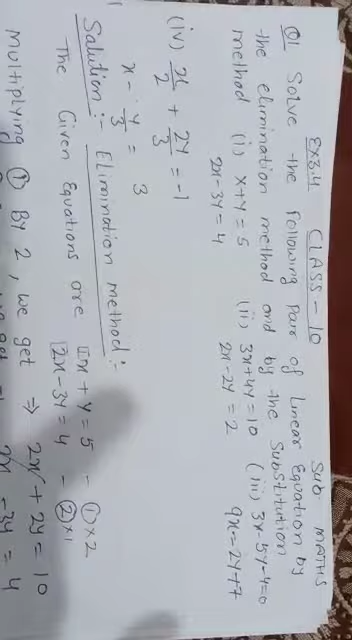 EX3.4 CLASS-10 Sub: MATHS
Q1 Solve the following pair of Linear Equation by
the elimination method and by the Substitution
method (i) x+y=5 (ii) 3x+4y=10 (iii) 3x-5y-4=0
2x-3y=4 2x-2y=2 9x=2y+7
(iv) x/2 + 2y/3 = -1
x - y/3 = 3
Salution:- Elimination method:
The Given Equations are 1x+y=5 - ① ×2
2x-3y=4 - ② ×1
Multiplying ① By 2, we get ⇒ 2x+2y=10
-3y=4